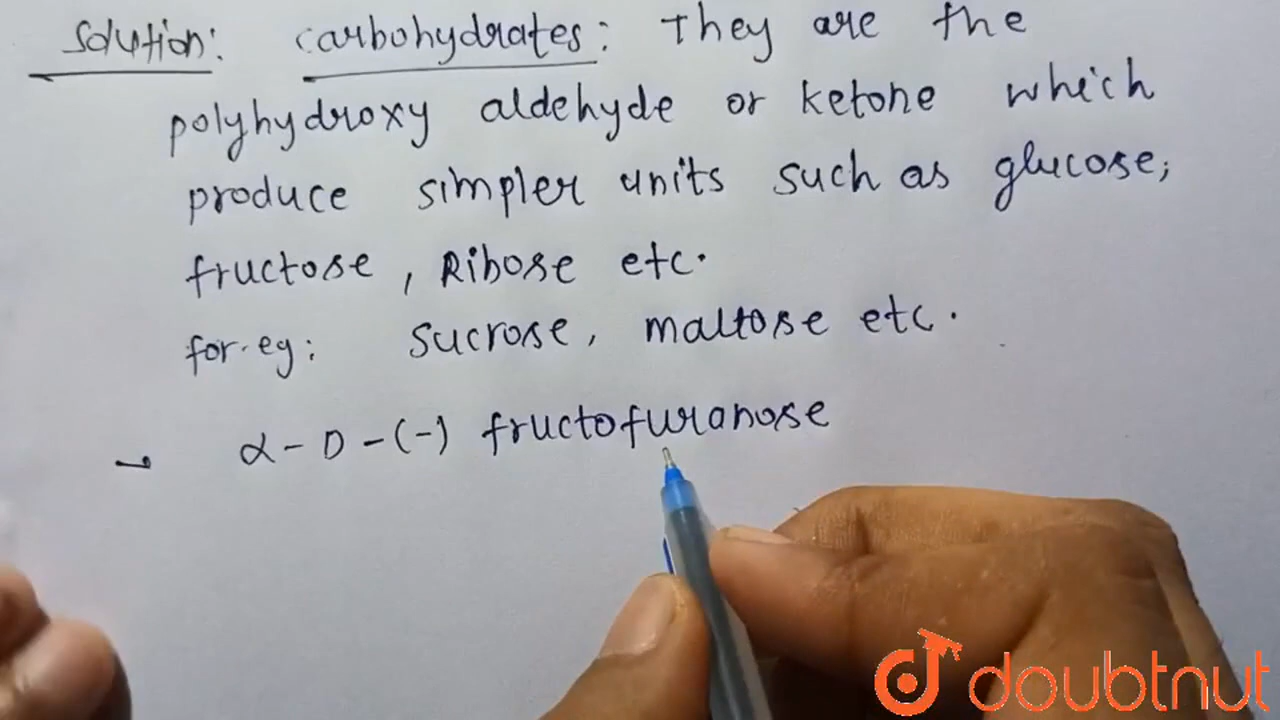 Solution: carbohydrates: They are the
polyhydroxy aldehyde or ketone which
produce simpler units such as glucose;
fructose, Ribose etc.
for.eg: sucrose, maltose etc.
α-D-(-) fructofuranose
doubtnut